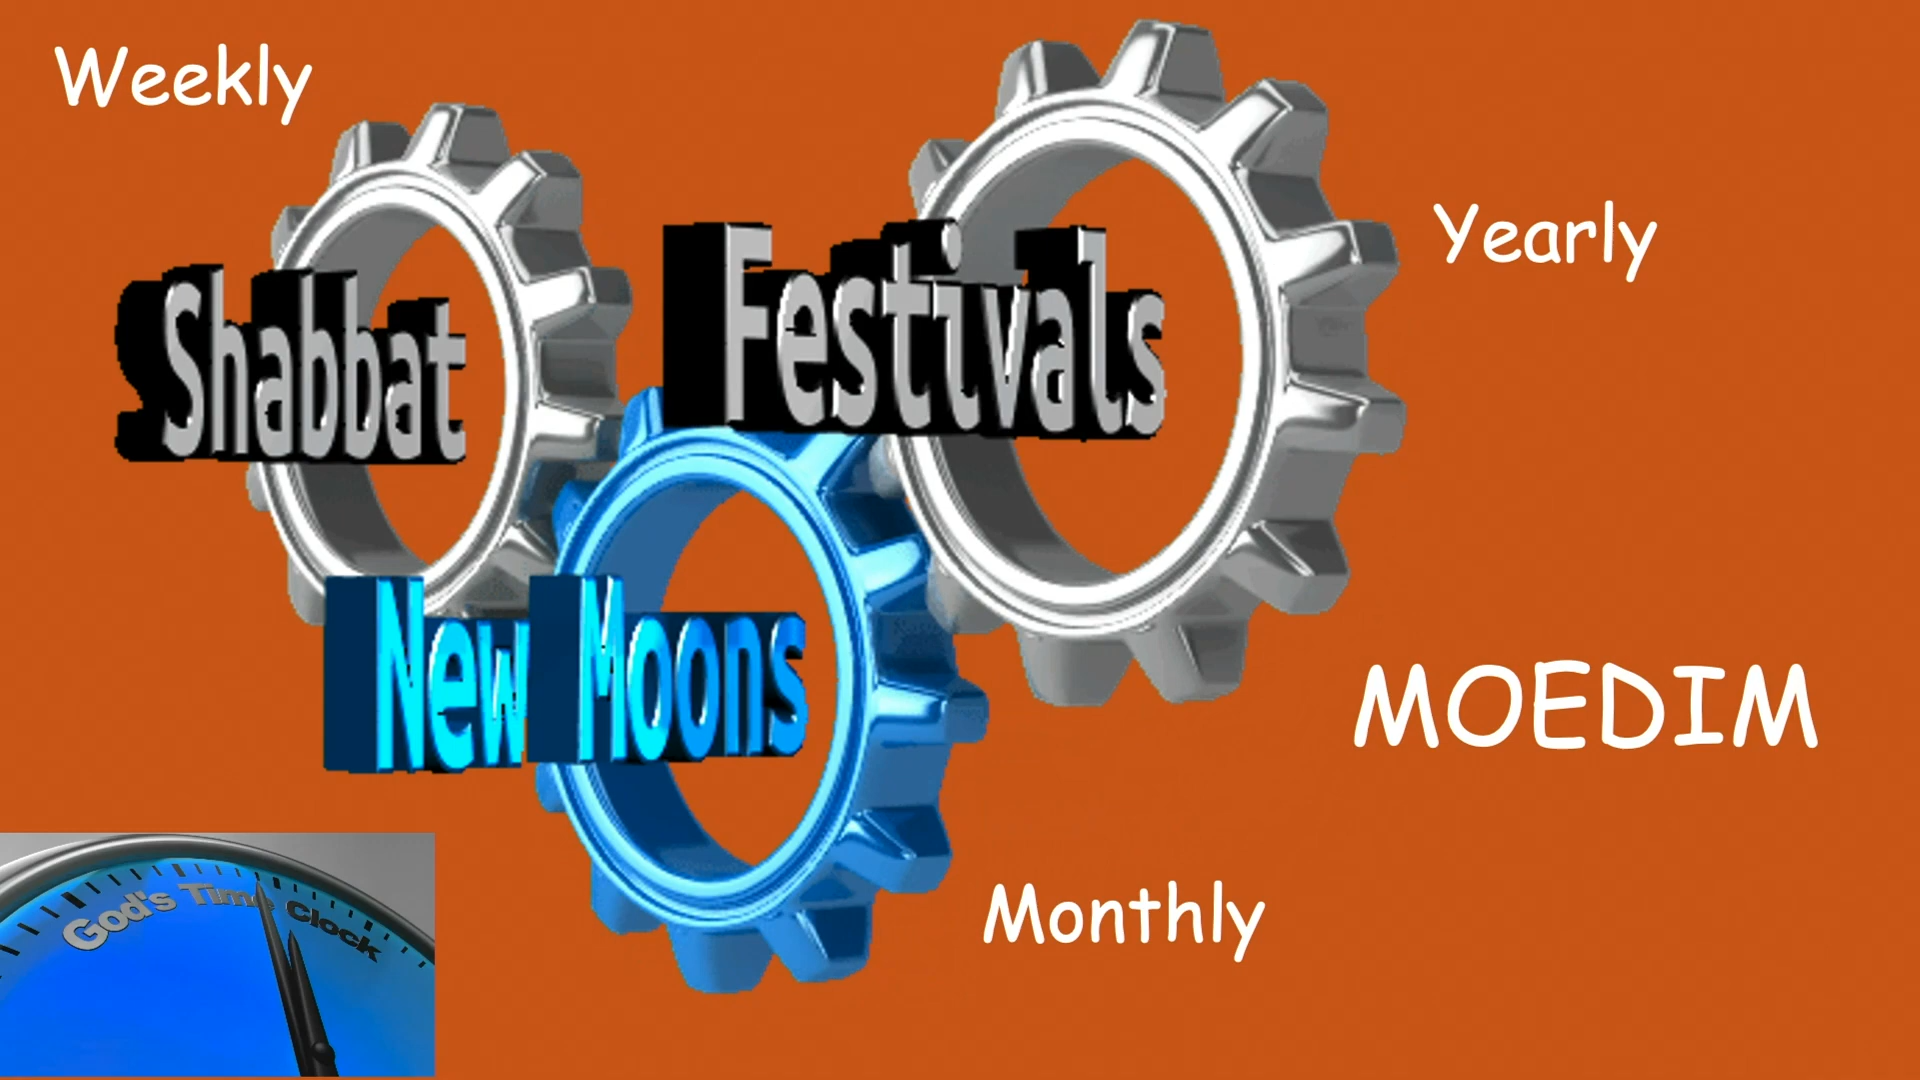 Weekly
Yearly
Shabbat
Festivals
New Moons
MOEDIM
Monthly
God's Time Clock